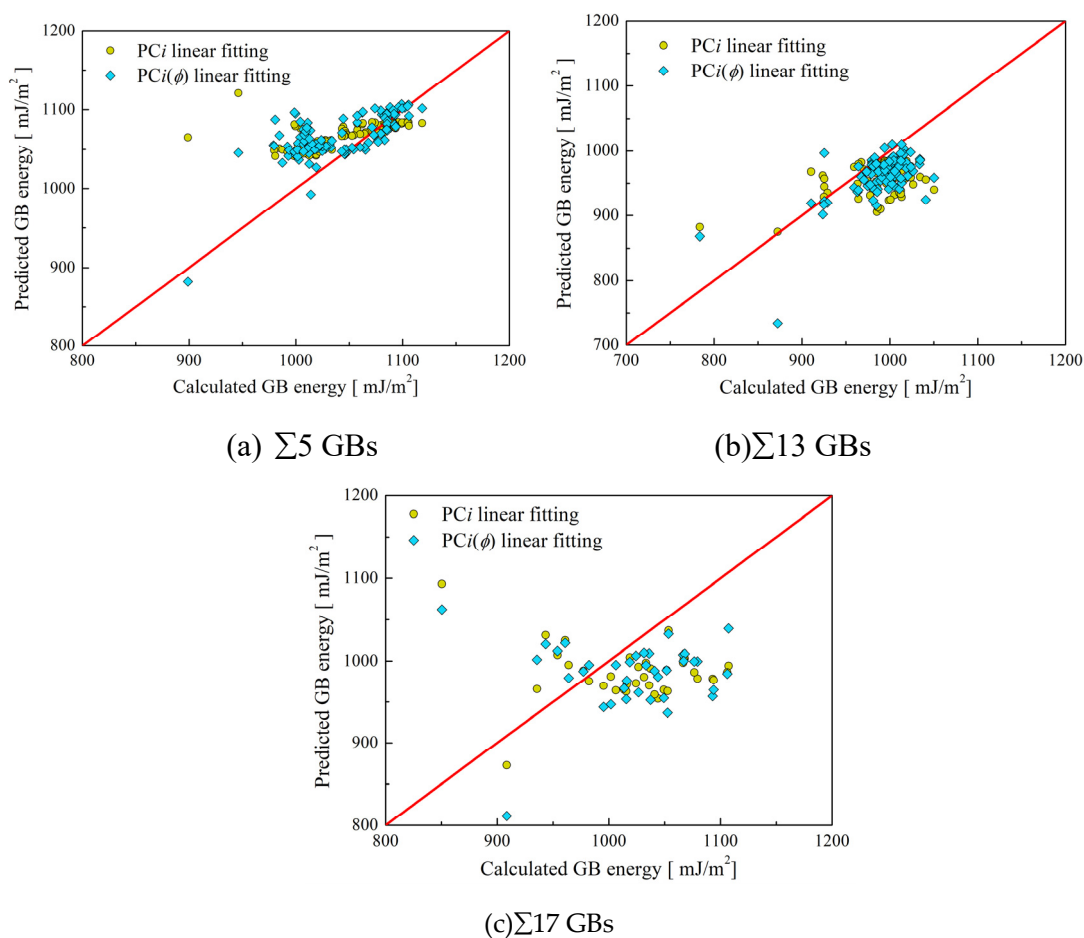 1200
1100
1000
900
800
Predicted GB energy [ mJ/m² ]
PCi linear fitting
PCi(ϕ) linear fitting
800 900 1000 1100 1200
Calculated GB energy [ mJ/m² ]
(a) ∑5 GBs
1200
1100
1000
900
800
700
Predicted GB energy [ mJ/m² ]
PCi linear fitting
PCi(ϕ) linear fitting
700 800 900 1000 1100 1200
Calculated GB energy [ mJ/m² ]
(b)∑13 GBs
1200
1100
1000
900
800
Predicted GB energy [ mJ/m² ]
PCi linear fitting
PCi(ϕ) linear fitting
800 900 1000 1100 1200
Calculated GB energy [ mJ/m² ]
(c)∑17 GBs